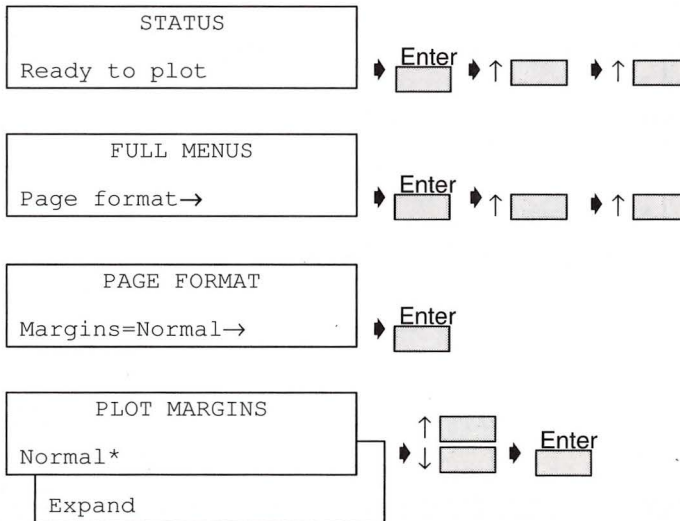 STATUS
Ready to plot
Enter ↑ ↑
FULL MENUS
Page format→
Enter ↑ ↑
PAGE FORMAT
Margins=Normal→
Enter
PLOT MARGINS
Normal*
↑
↓
Enter
Expand